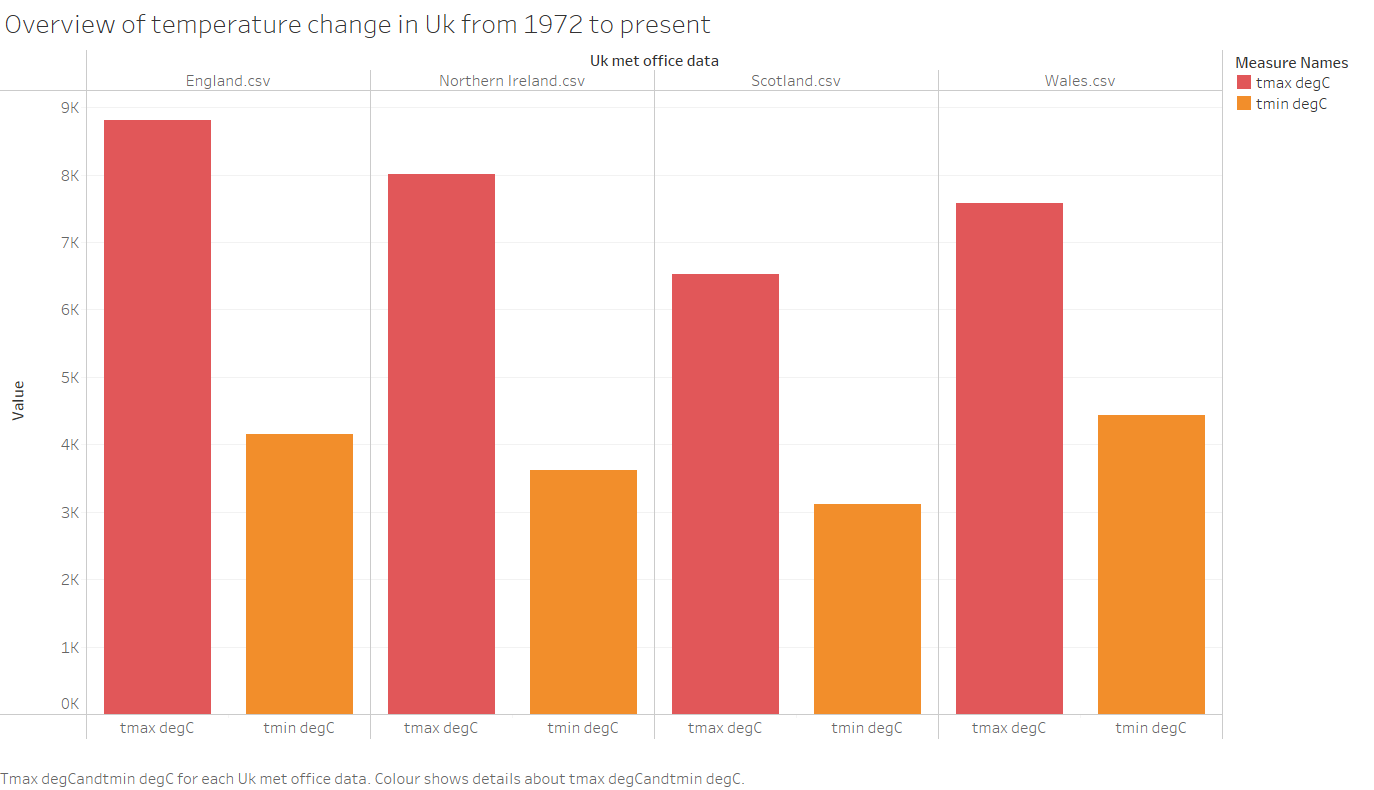 Overview of temperature change in Uk from 1972 to present
Uk met office data
England.csv Northern Ireland.csv Scotland.csv Wales.csv
Measure Names
tmax degC
tmin degC
9K
8K
7K
6K
5K
4K
3K
2K
1K
0K
Value
tmax degC tmin degC tmax degC tmin degC tmax degC tmin degC tmax degC tmin degC
Tmax degCandtmin degC for each Uk met office data. Colour shows details about tmax degCandtmin degC.